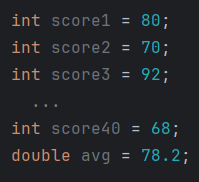 int score1 = 80;
int score2 = 70;
int score3 = 92;
...
int score40 = 68;
double avg = 78.2;